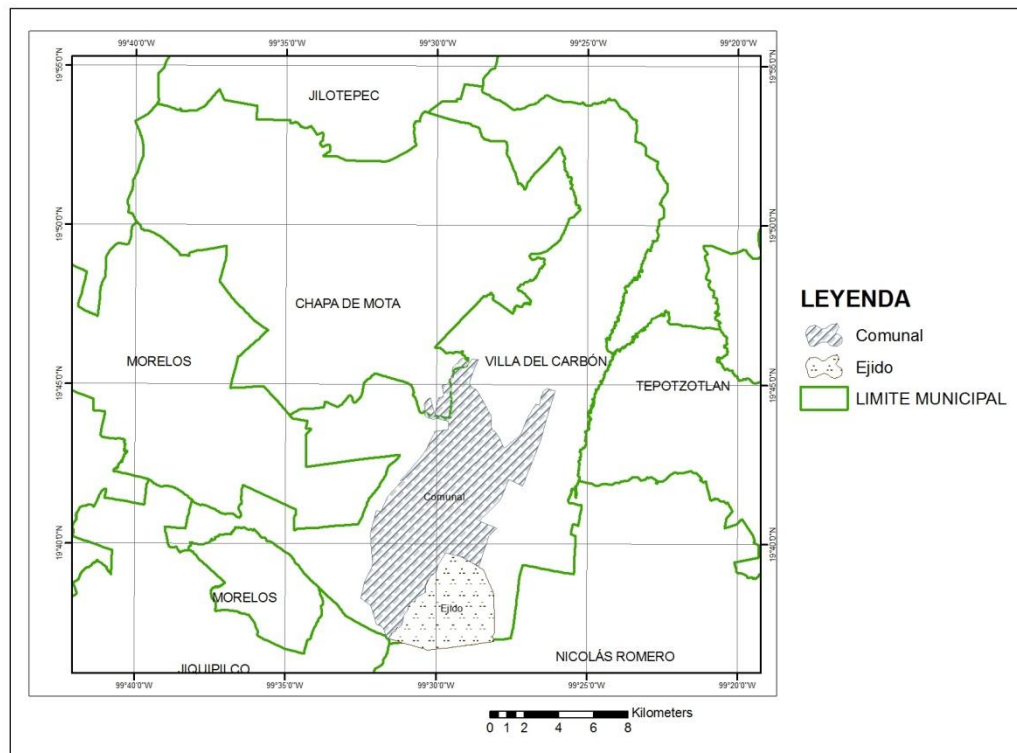 99°40'0"W 99°35'0"W 99°30'0"W 99°25'0"W 99°20'0"W
19°55'0"N 19°55'0"N
JILOTEPEC
19°50'0"N 19°50'0"N
CHAPA DE MOTA
MORELOS
VILLA DEL CARBÓN
TEPOTZOTLAN
19°45'0"N 19°45'0"N
Comunal
19°40'0"N 19°40'0"N
MORELOS
Ejido
JIQUIPILCO
NICOLÁS ROMERO
99°40'0"W 99°35'0"W 99°30'0"W 99°25'0"W 99°20'0"W
LEYENDA
Comunal
Ejido
LIMITE MUNICIPAL
Kilometers
0 1 2 4 6 8